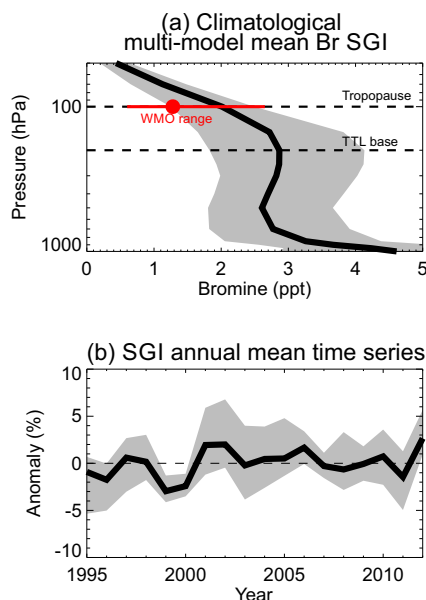 (a) Climatological
multi-model mean Br SGI
Pressure (hPa)
100
1000
Tropopause
WMO range
TTL base
0 1 2 3 4 5
Bromine (ppt)
(b) SGI annual mean time series
Anomaly (%)
10
5
0
-5
-10
1995 2000 2005 2010
Year